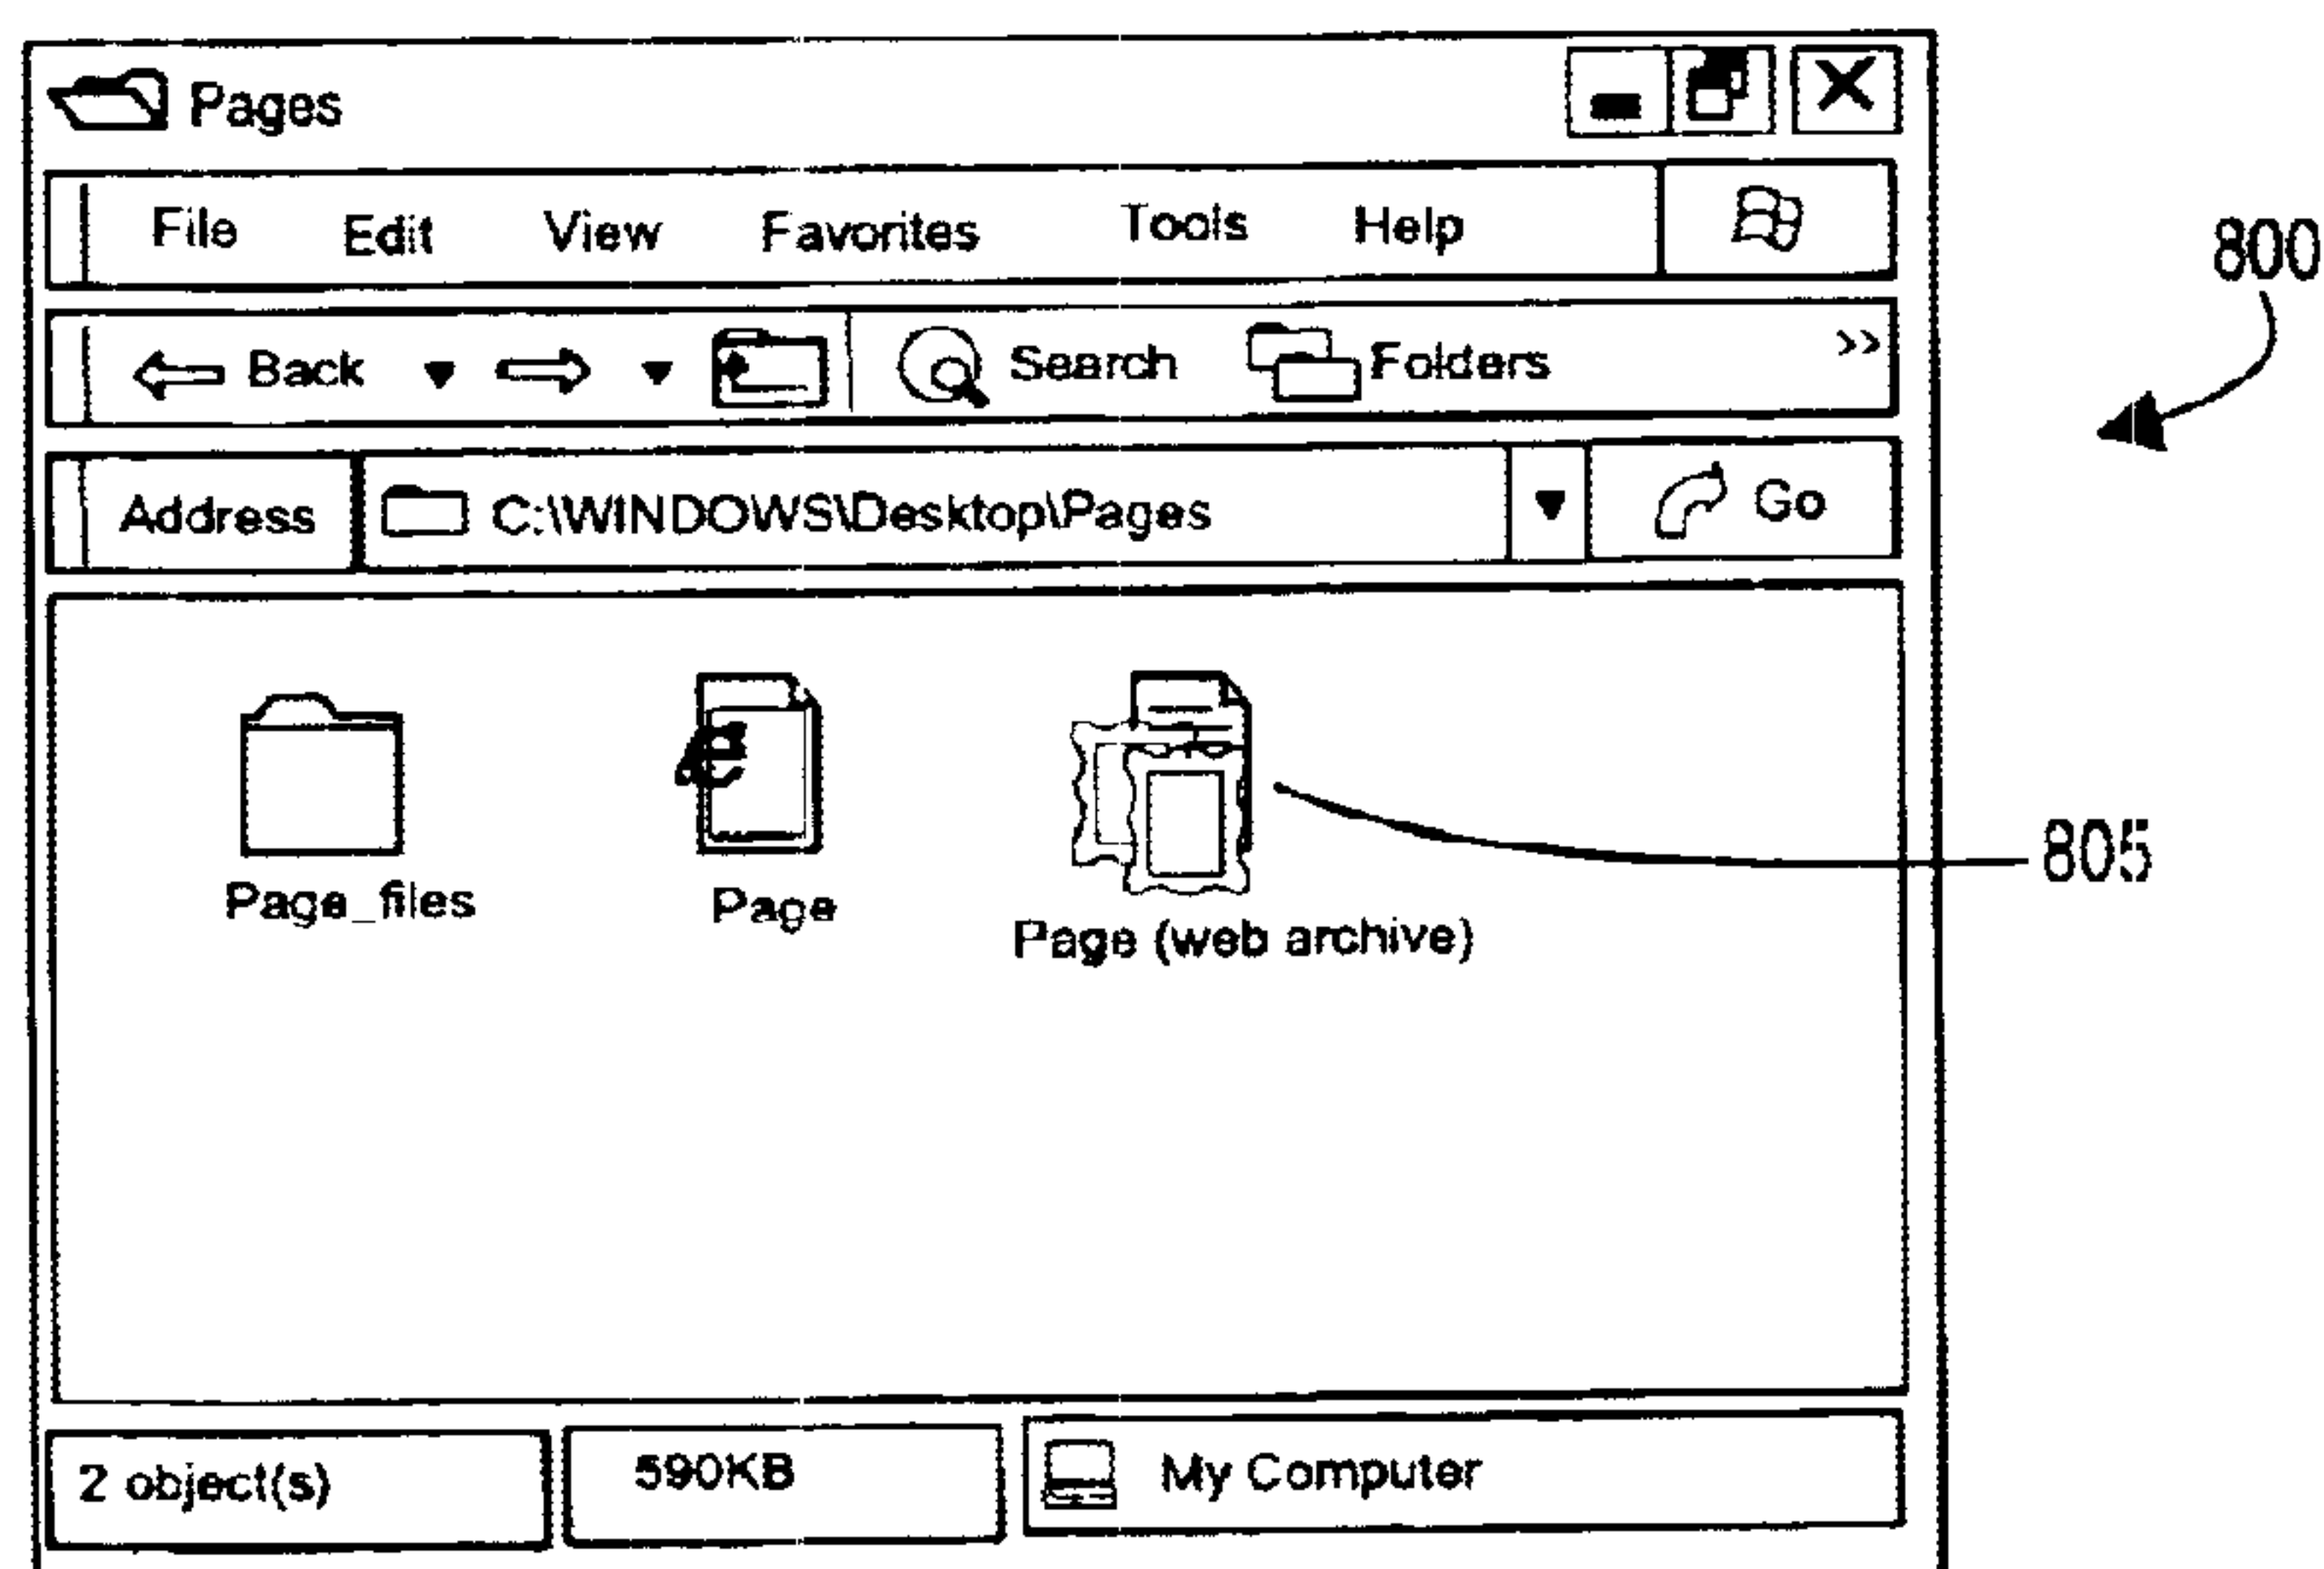 Pages
File Edit View Favorites Tools Help
800
Back Search Folders >>
Address C:\WINDOWS\Desktop\Pages Go
805
Page_files Page Page (web archive)
2 object(s) 590KB My Computer